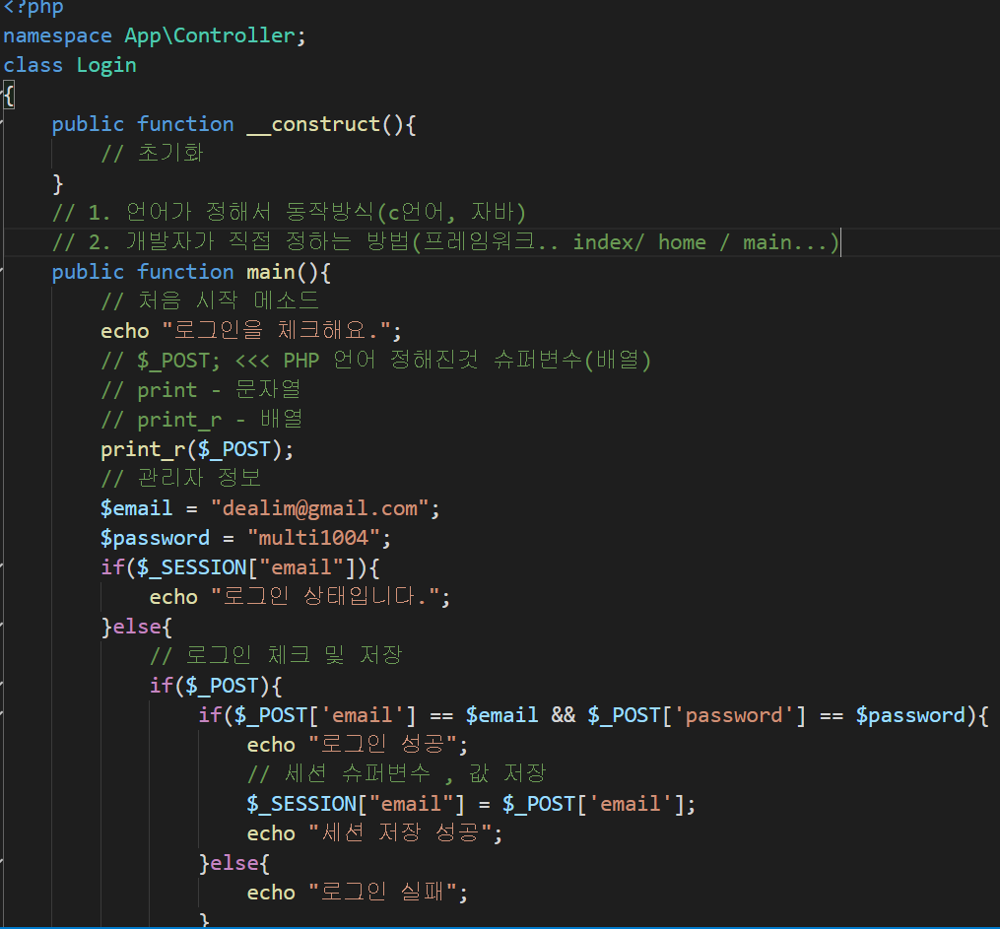 <?php
namespace App\Controller;
class Login
{
    public function __construct(){
        // 초기화
    }
    // 1. 언어가 정해서 동작방식(c언어, 자바)
    // 2. 개발자가 직접 정하는 방법(프레임워크.. index/ home / main...)
    public function main(){
        // 처음 시작 메소드
        echo "로그인을 체크해요.";
        // $_POST; <<< PHP 언어 정해진것 슈퍼변수(배열)
        // print - 문자열
        // print_r - 배열
        print_r($_POST);
        // 관리자 정보
        $email = "dealim@gmail.com";
        $password = "multi1004";
        if($_SESSION["email"]){
            echo "로그인 상태입니다.";
        }else{
            // 로그인 체크 및 저장
            if($_POST){
                if($_POST['email'] == $email && $_POST['password'] == $password){
                    echo "로그인 성공";
                    // 세션 슈퍼변수 , 값 저장
                    $_SESSION["email"] = $_POST['email'];
                    echo "세션 저장 성공";
                }else{
                    echo "로그인 실패";
                }